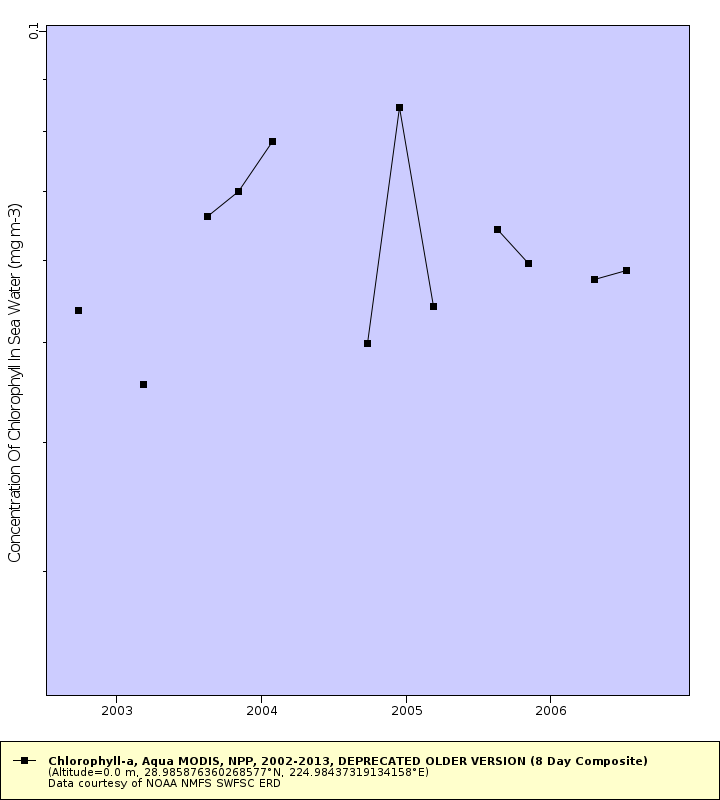 0.1
Concentration Of Chlorophyll In Sea Water (mg m-3)
2003 2004 2005 2006
Chlorophyll-a, Aqua MODIS, NPP, 2002-2013, DEPRECATED OLDER VERSION (8 Day Composite)
(Altitude=0.0 m, 28.985876360268577°N, 224.98437319134158°E)
Data courtesy of NOAA NMFS SWFSC ERD